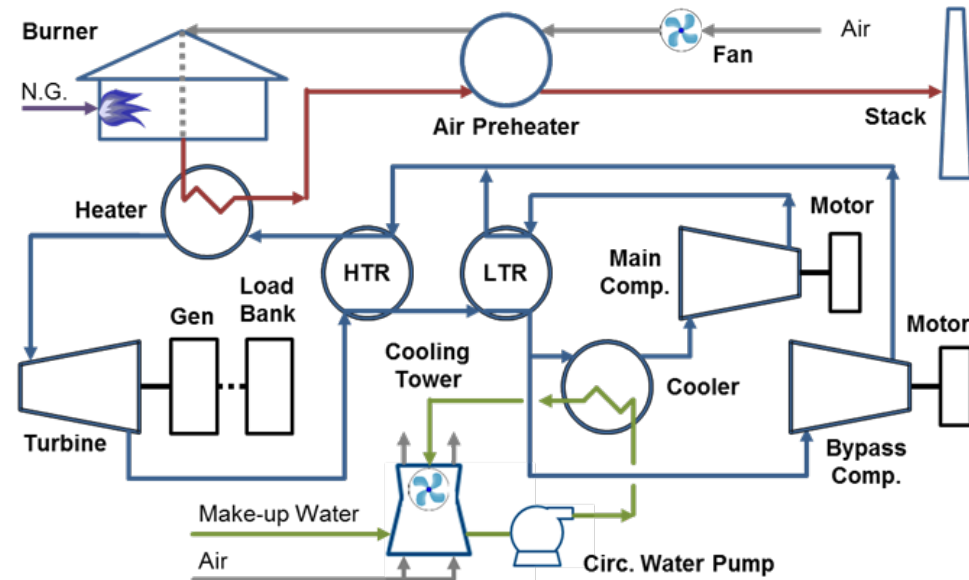 Burner
Air
Fan
N.G.
Air Preheater
Stack
Heater
Motor
HTR
LTR
Main
Comp.
Load
Bank
Gen
Motor
Cooling
Tower
Cooler
Turbine
Bypass
Comp.
Make-up Water
Air
Circ. Water Pump